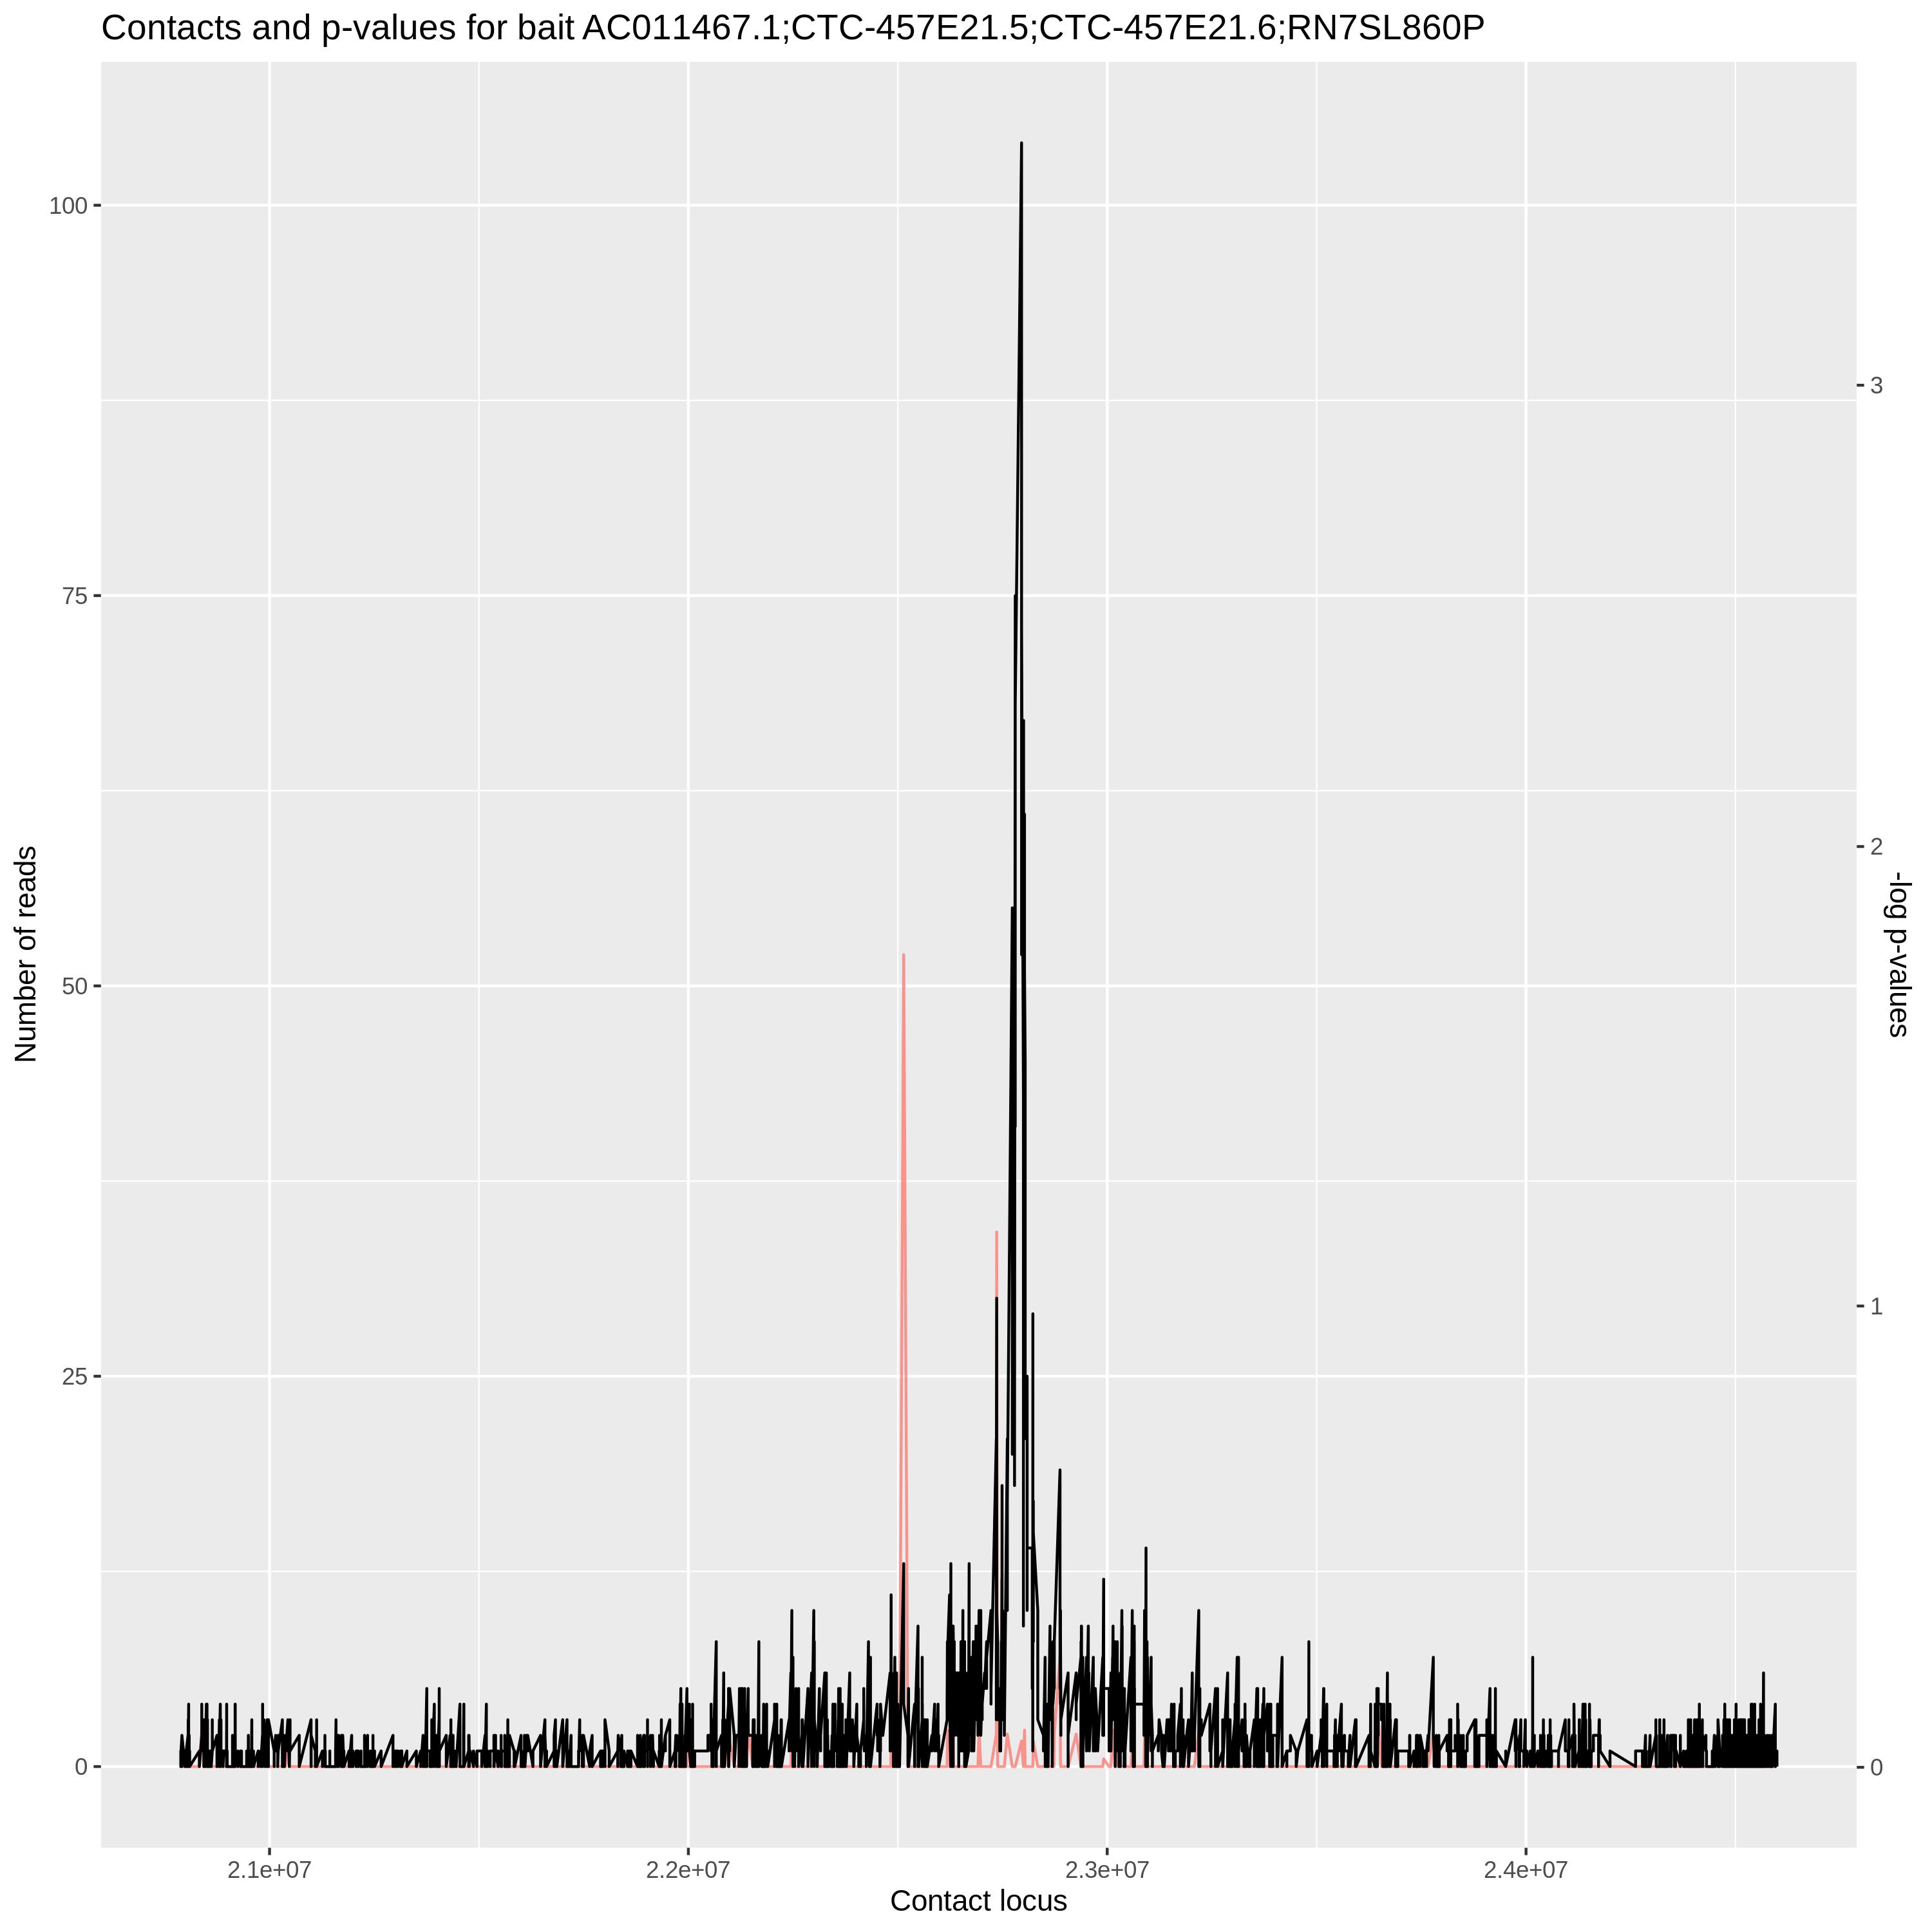 Contacts and p-values for bait AC011467.1;CTC-457E21.5;CTC-457E21.6;RN7SL860P
100
75
50
25
0
Number of reads
3
2
1
0
-log p-values
2.1e+07
2.2e+07
2.3e+07
2.4e+07
Contact locus